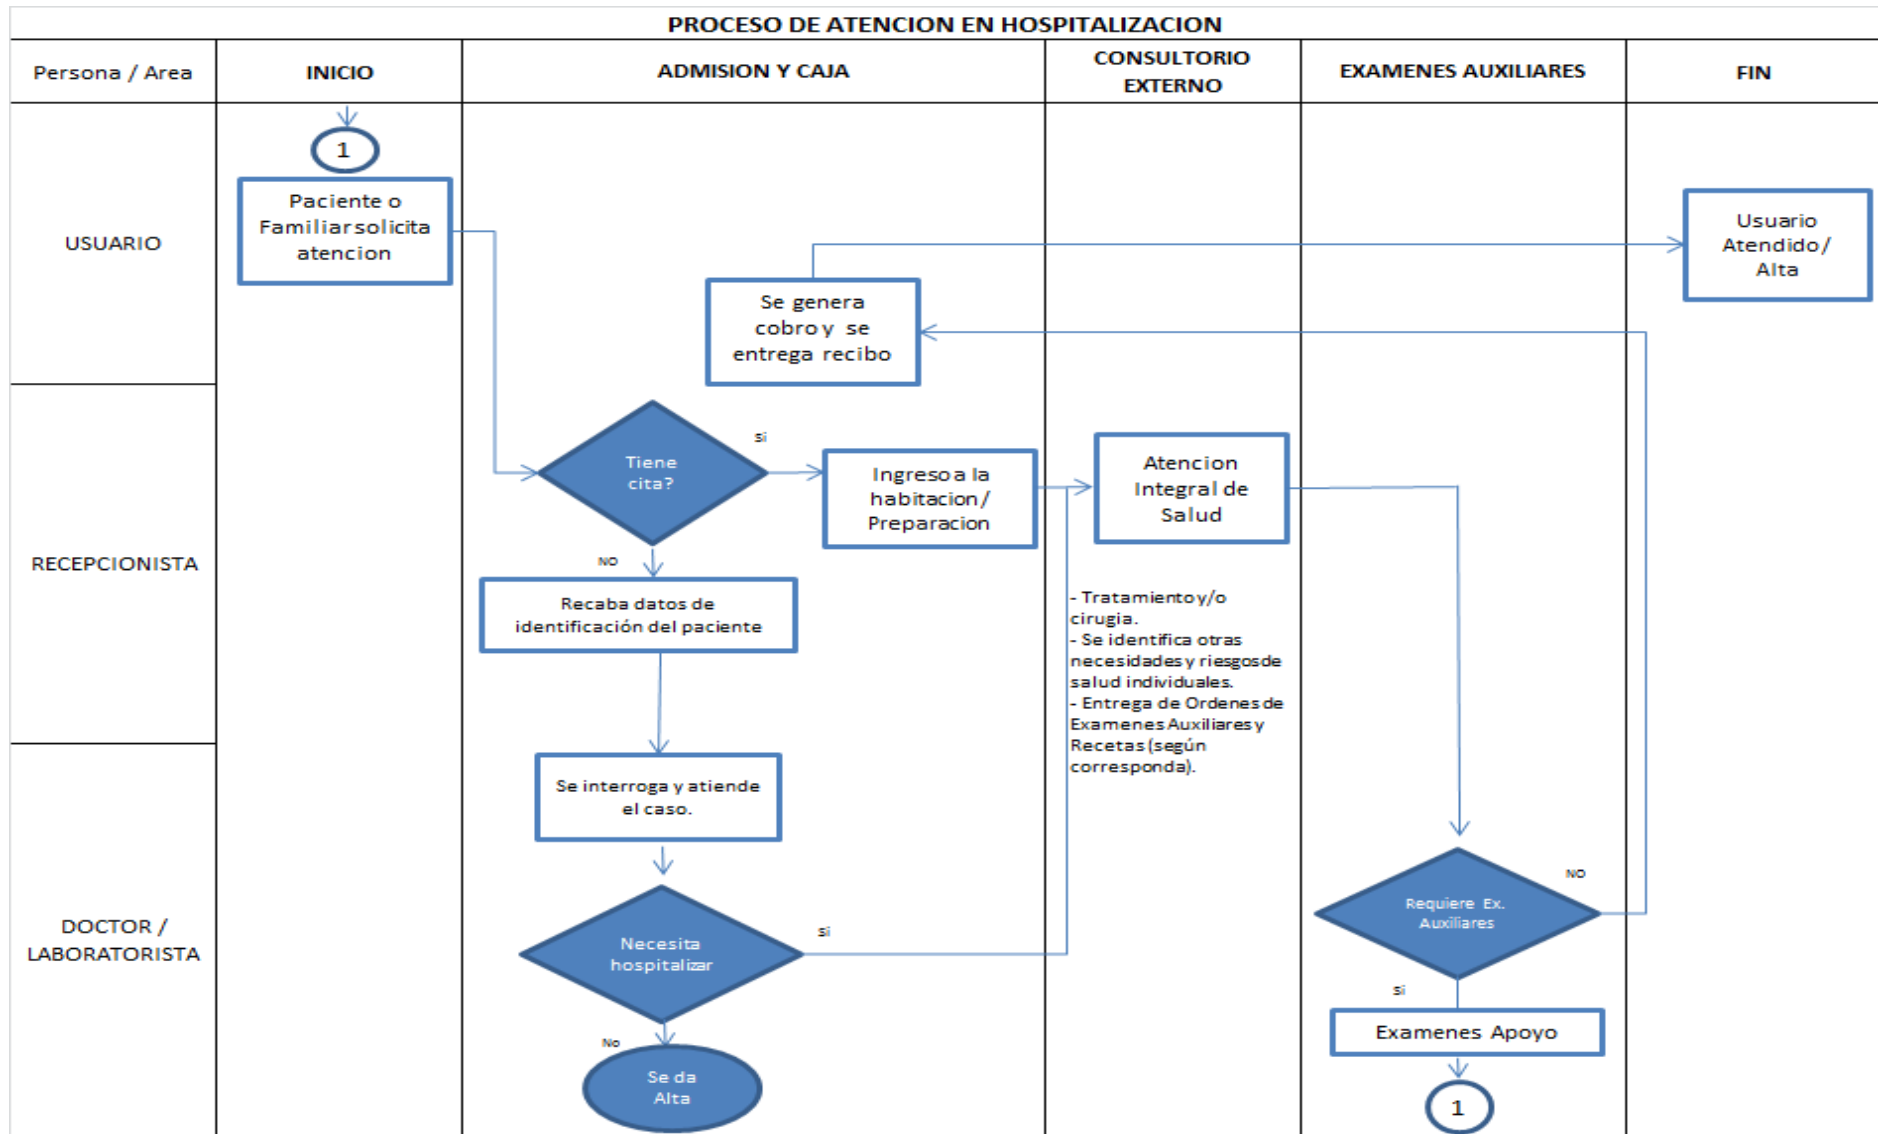 PROCESO DE ATENCION EN HOSPITALIZACION
Persona / Area
INICIO
ADMISION Y CAJA
CONSULTORIO
EXTERNO
EXAMENES AUXILIARES
FIN
USUARIO
1
Paciente o
Familiar solicita
atencion
Se genera
cobro y se
entrega recibo
Usuario
Atendido /
Alta
RECEPCIONISTA
Tiene
cita?
Si
Ingreso a la
habitacion /
Preparacion
Atencion
Integral de
Salud
NO
Recaba datos de
identificación del paciente
- Tratamiento y/o
cirugia.
- Se identifica otras
necesidades y riesgos de
salud individuales.
- Entrega de Ordenes de
Examenes Auxiliares y
Recetas (según
corresponda).
DOCTOR /
LABORATORISTA
Se interroga y atiende
el caso.
Necesita
hospitalizar
Si
No
Se da
Alta
Requiere Ex.
Auxiliares
NO
Si
Examenes Apoyo
1